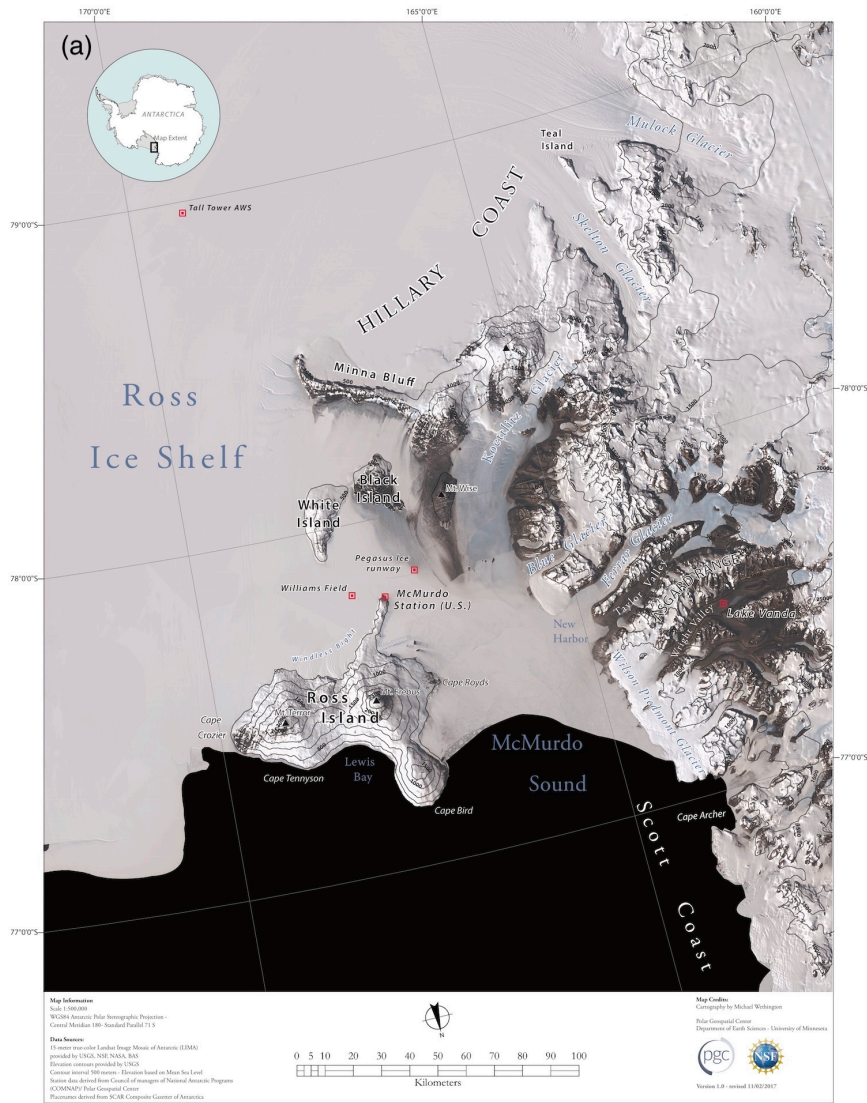 170°0'0"E
165°0'0"E
160°0'0"E
(a)
ANTARCTICA
Map Extent
Teal
Island
Mulock Glacier
Tall Tower AWS
79°0'0"S
HILLARY COAST
Skelton Glacier
Minna Bluff
500
78°0'0"S
Ross
Ice Shelf
Koettlitz Glacier
Black
Island
White
Island
Mt. Wise
2000
Blue Glacier
Ferrar Glacier
Pegasus Ice
runway
78°0'0"S
Williams Field
McMurdo
Station (U.S.)
Taylor Valley
ASGARD RANGE
Wright Valley
Lake Vanda
New
Harbor
Windless Bight
Wilson Piedmont Glacier
Cape Royds
Ross
Island
Mt. Erebus
Mt. Terror
Cape
Crozier
McMurdo
Sound
77°0'0"S
Lewis
Bay
Cape Tennyson
Cape Bird
Cape Archer
Scott Coast
77°0'0"S
Map Information
Scale 1:500,000
WGS84 Antarctic Polar Stereographic Projection -
Central Meridian 180- Standard Parallel 71 S
Data Sources:
15-meter true-color Landsat Image Mosaic of Antarctic (LIMA)
provided by USGS, NSF, NASA, BAS
Elevation contours provided by USGS
Contour interval 500 meters - Elevation based on Mean Sea Level
Station data derived from Council of managers of National Antarctic Programs
(COMNAP)/ Polar Geospatial Center
Placenames derived from SCAR Composite Gazeteer of Antarctica
N
0 5 10 20 30 40 50 60 70 80 90 100
Kilometers
Map Credits:
Cartography by Michael Wethington
Polar Geospatial Center
Department of Earth Sciences - University of Minnesota
pgc
NSF
Version 1.0 - revised 11/02/2017